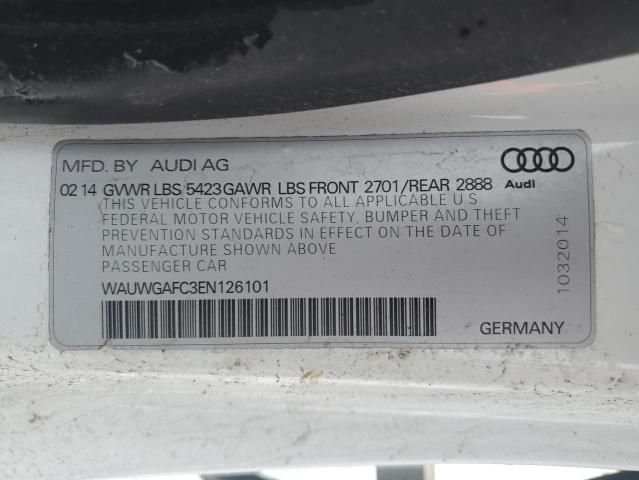 MFD. BY AUDI AG
02 14 GVWR LBS 5423 GAWR LBS FRONT 2701/REAR 2888
Audi
THIS VEHICLE CONFORMS TO ALL APPLICABLE U S
FEDERAL MOTOR VEHICLE SAFETY, BUMPER AND THEFT
PREVENTION STANDARDS IN EFFECT ON THE DATE OF
MANUFACTURE SHOWN ABOVE
PASSENGER CAR
WAUWGAFC3EN126101
1032014
GERMANY